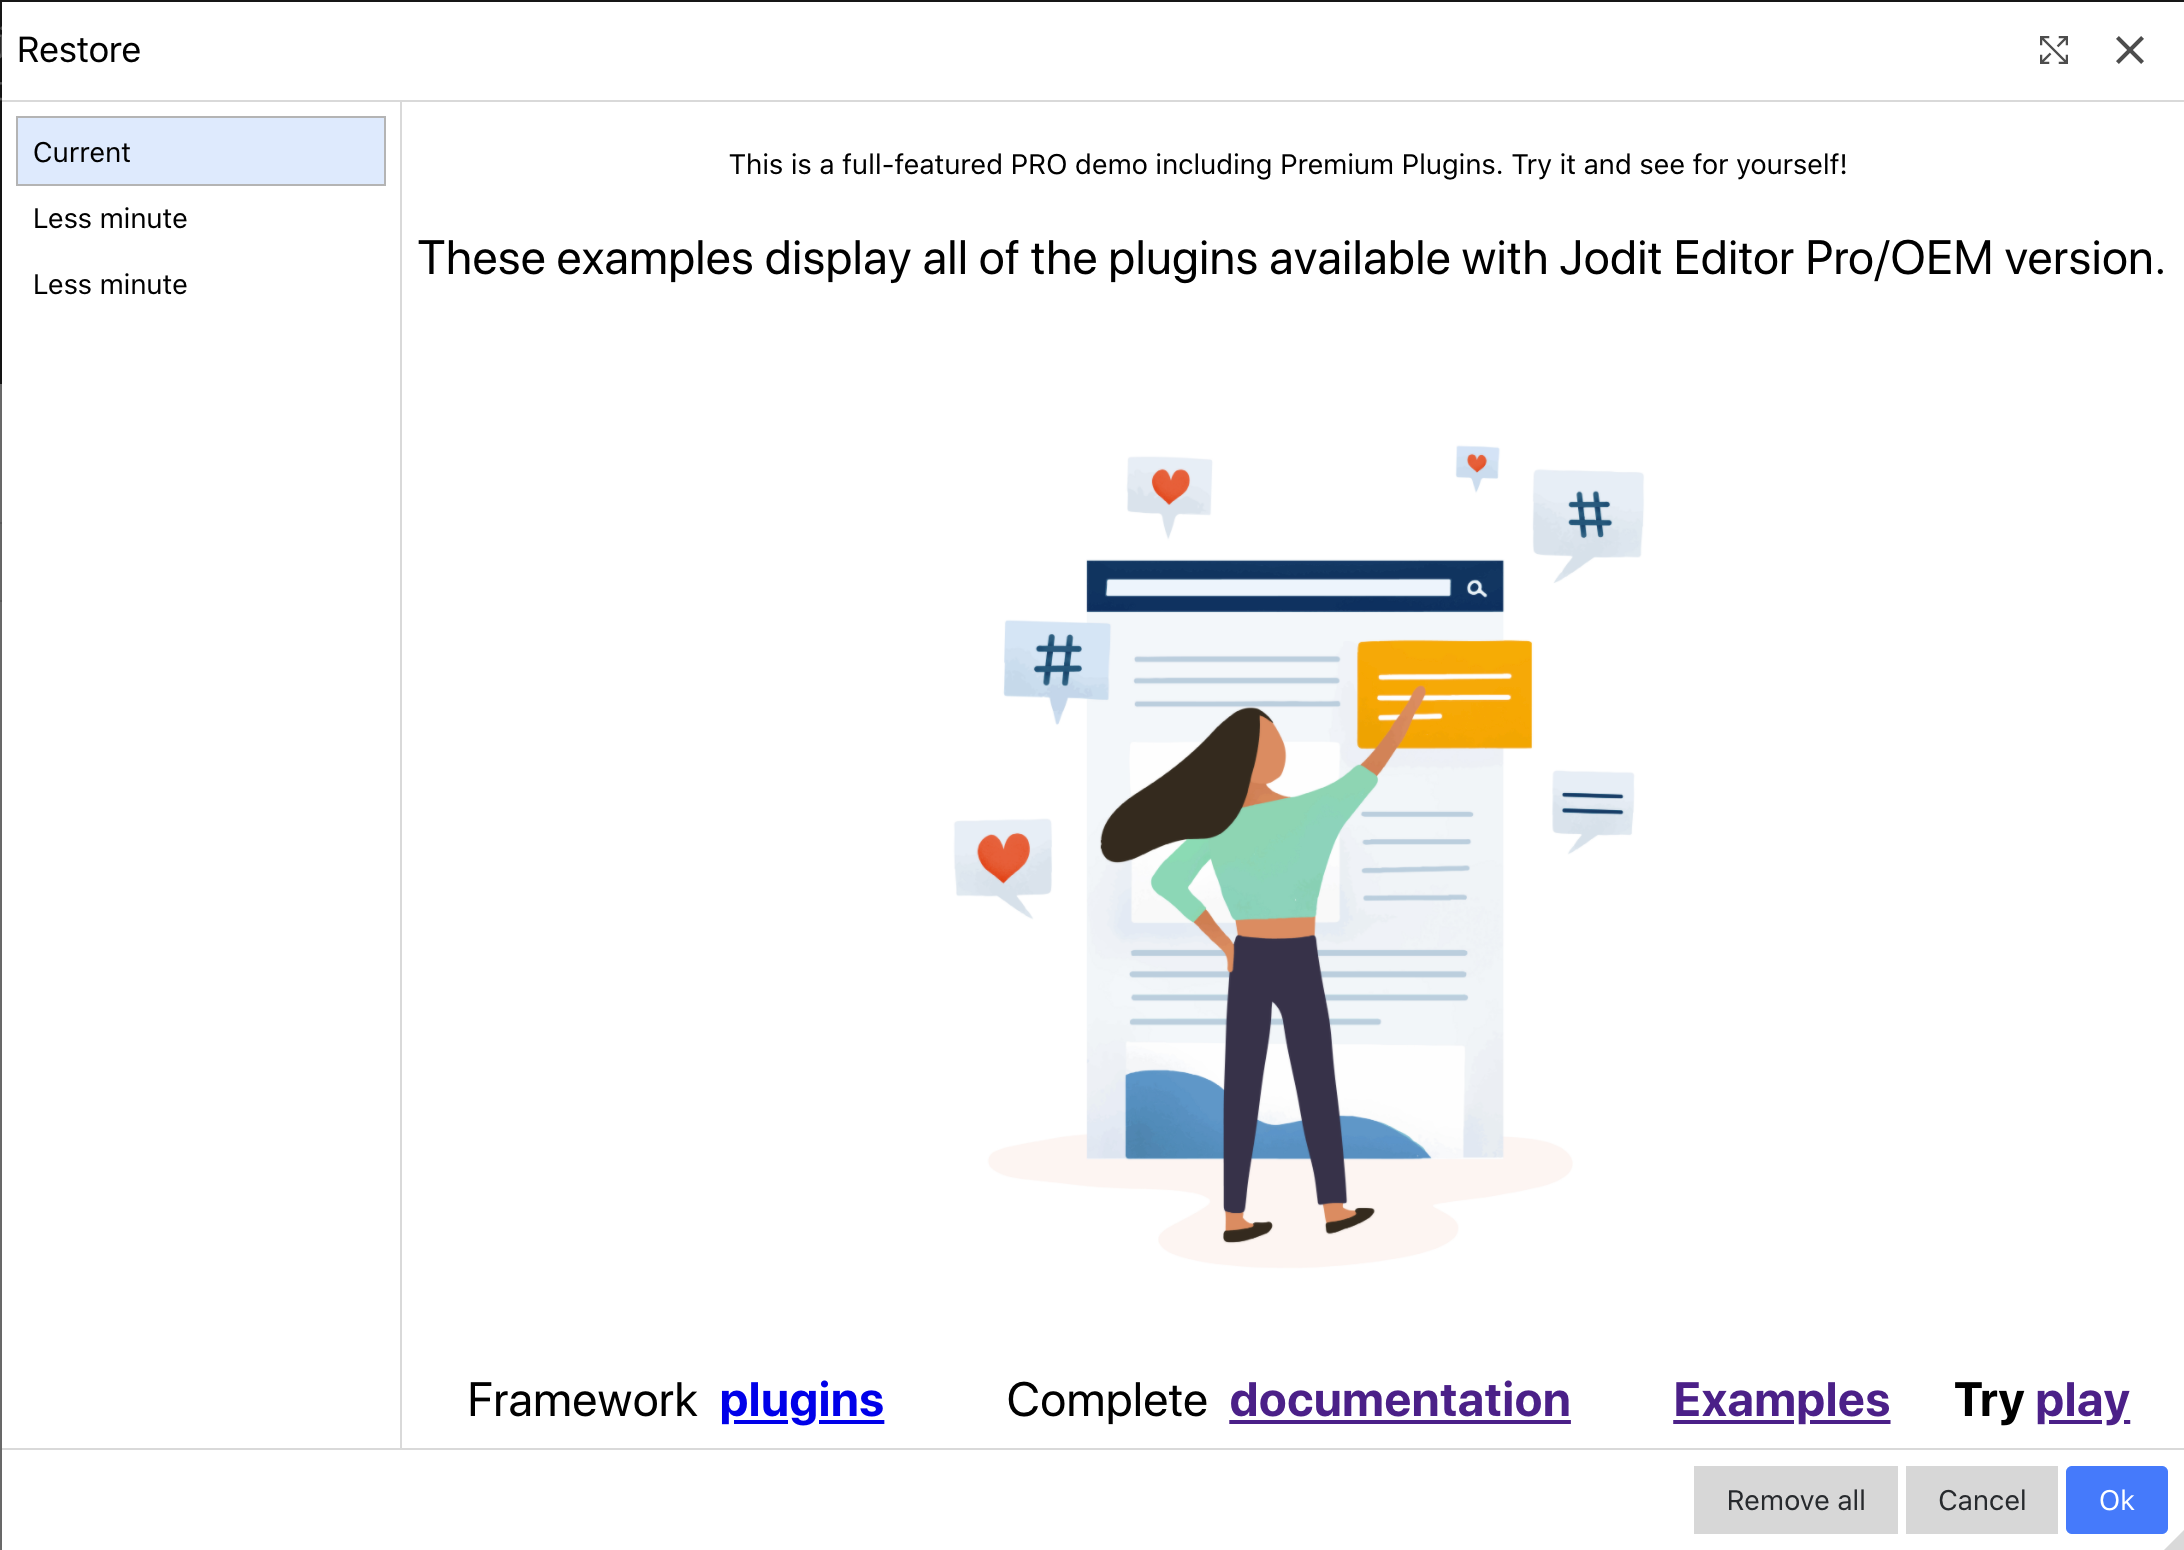 Restore
Current
Less minute
Less minute
This is a full-featured PRO demo including Premium Plugins. Try it and see for yourself!
These examples display all of the plugins available with Jodit Editor Pro/OEM version.
#
#
Framework plugins Complete documentation Examples Try play
Remove all Cancel Ok